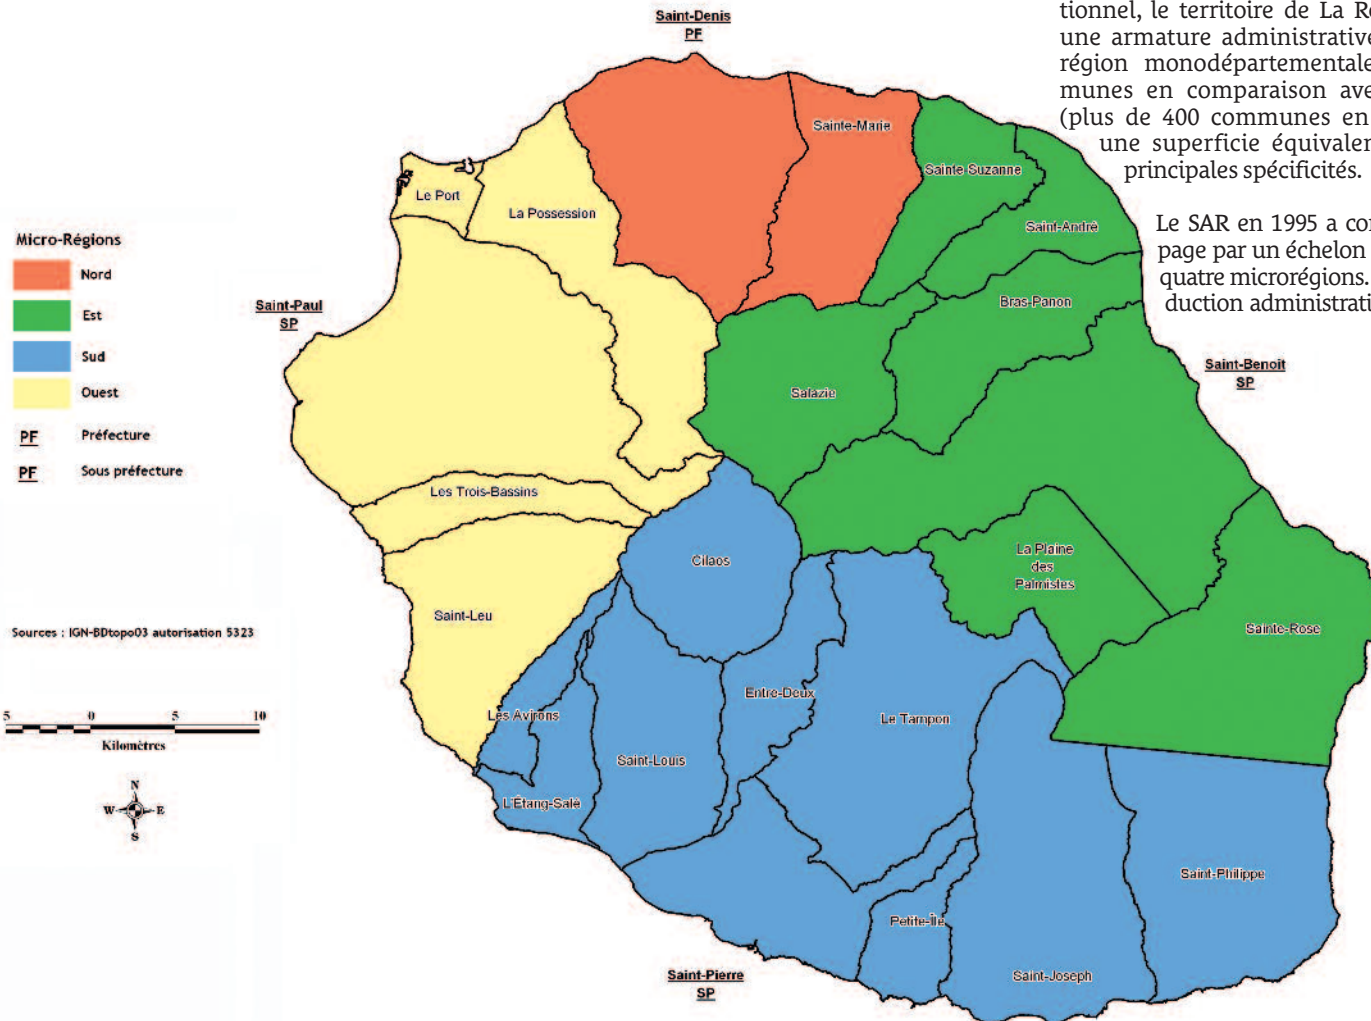 Saint-Denis
PF
tionnel, le territoire de La Ré
une armature administrative
région monodépartementale
munes en comparaison ave
(plus de 400 communes en
une superficie équivalen
principales spécificités.
Le SAR en 1995 a con
page par un échelon
quatre microrégions.
duction administrati
Sainte-Marie
Sainte Suzanne
Le Port
La Possession
Saint-André
Micro-Régions
Nord
Est
Sud
Ouest
PF Préfecture
PF Sous préfecture
Saint-Paul
SP
Bras-Panon
Saint-Benoit
SP
Salazie
Les Trois-Bassins
Cilaos
La Plaine
des
Palmistes
Saint-Leu
Sainte-Rose
Sources : IGN-BDtopo03 autorisation 5323
Entre-Deux
Les Avirons
Le Tampon
5 0 5 10
Kilomètres
Saint-Louis
N
W E
S
L'Étang-Salé
Saint-Philippe
Petite-Île
Saint-Pierre
SP
Saint-Joseph